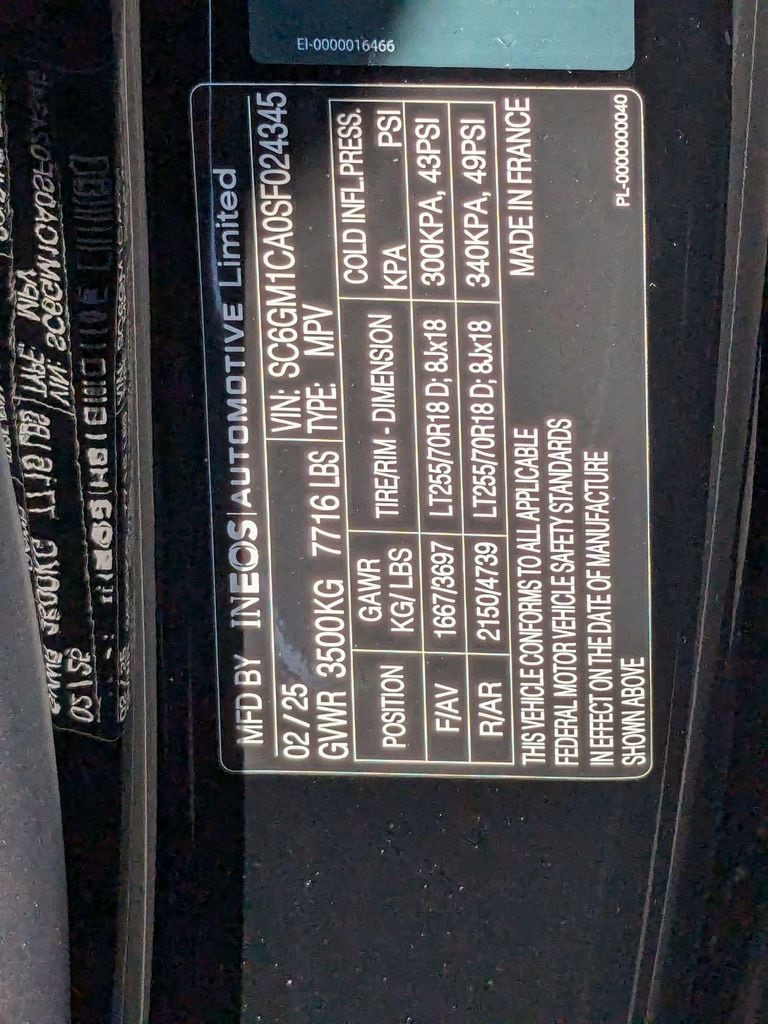 EI-0000016466
MFD BY INEOS | AUTOMOTIVE Limited
02 / 25 VIN: SC6GM1CA0SF024345
GVWR 3500KG 7716 LBS TYPE: MPV
POSITION GAWR KG/ LBS TIRE/RIM - DIMENSION COLD INFL.PRESS. KPA PSI
F/AV 1667/3697 LT255/70R18 D; 8Jx18 300KPA, 43PSI
R/AR 2150/4739 LT255/70R18 D; 8Jx18 340KPA, 49PSI
THIS VEHICLE CONFORMS TO ALL APPLICABLE MADE IN FRANCE
FEDERAL MOTOR VEHICLE SAFETY STANDARDS
IN EFFECT ON THE DATE OF MANUFACTURE
SHOWN ABOVE
PL-0000000040